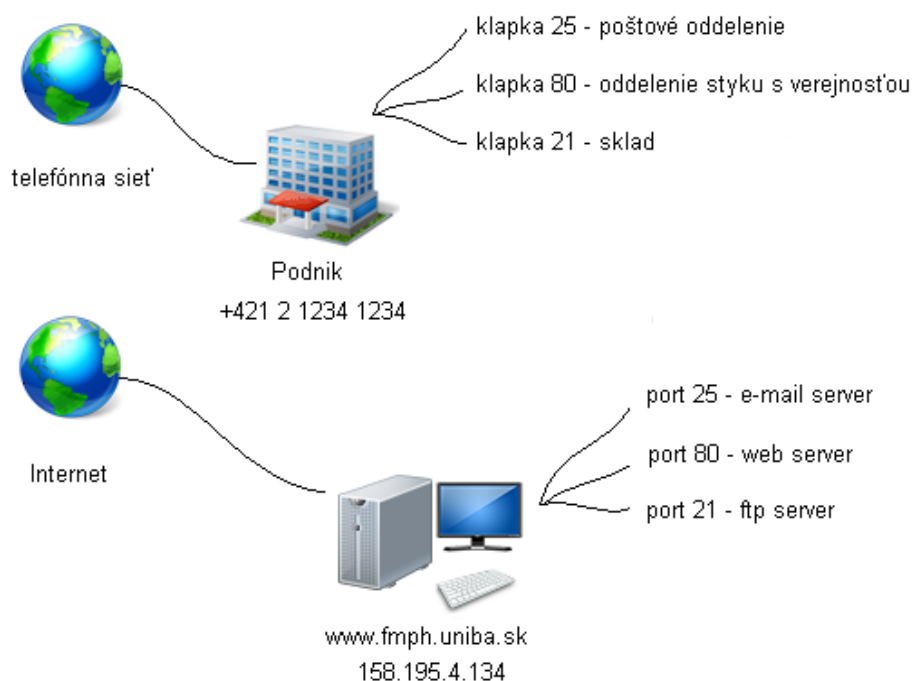 klapka 25 - poštové oddelenie
klapka 80 - oddelenie styku s verejnosťou
klapka 21 - sklad
telefónna sieť
Podnik
+421 2 1234 1234
port 25 - e-mail server
port 80 - web server
port 21 - ftp server
Internet
www.fmph.uniba.sk
158.195.4.134